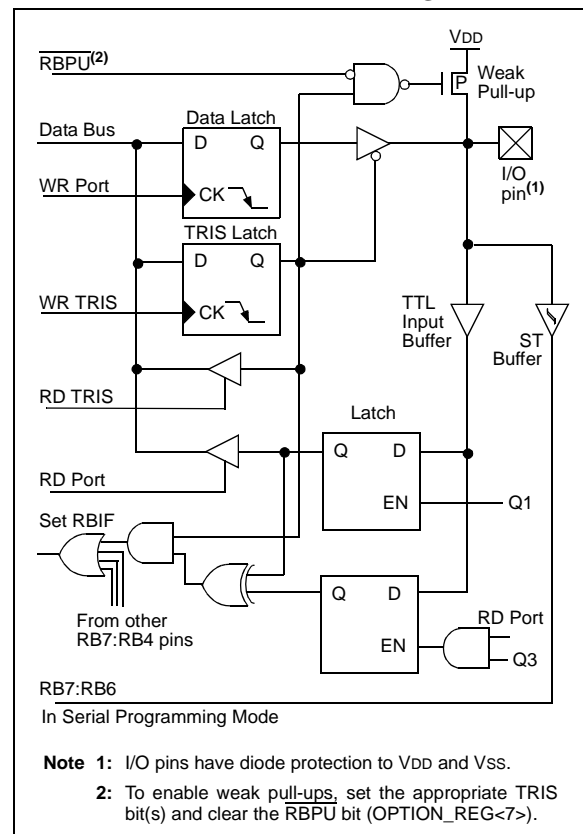 RBPU(2)
VDD
P
Weak
Pull-up
Data Bus
Data Latch
D Q
WR Port
CK
I/O
pin(1)
TRIS Latch
D Q
WR TRIS
CK
TTL
Input
Buffer
ST
Buffer
RD TRIS
Latch
Q D
RD Port
EN
Q1
Set RBIF
From other
RB7:RB4 pins
Q D
RD Port
EN
Q3
RB7:RB6
In Serial Programming Mode
Note 1: I/O pins have diode protection to VDD and VSS.
2: To enable weak pull-ups, set the appropriate TRIS
bit(s) and clear the RBPU bit (OPTION_REG<7>).